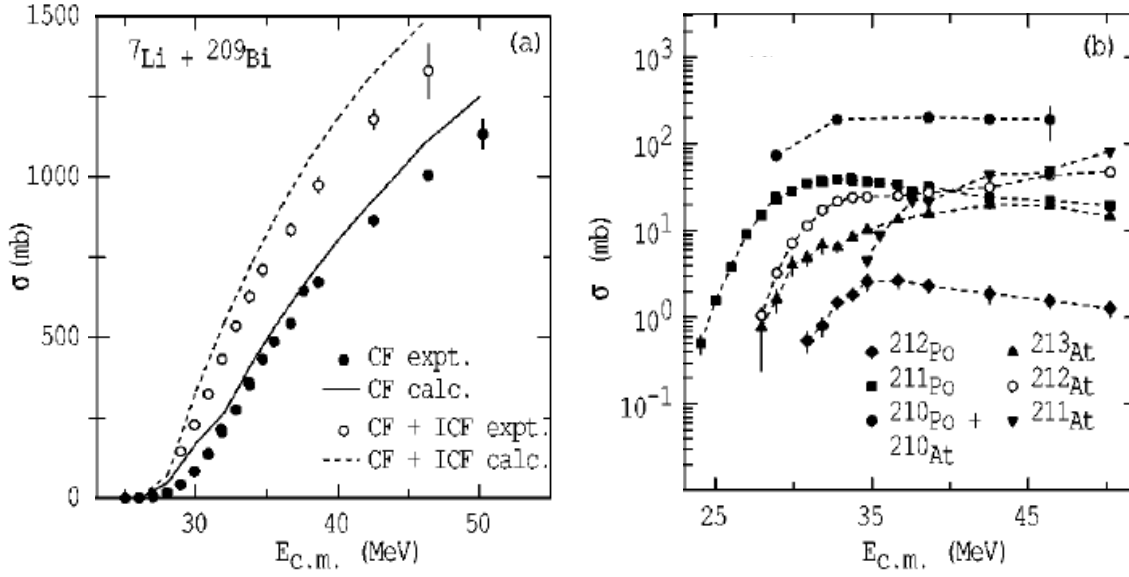 ⁷Li + ²⁰⁹Bi
(a)
1500
1000
500
0
σ (mb)
30
40
50
E_c.m. (MeV)
CF expt.
CF calc.
CF + ICF expt.
CF + ICF calc.
(b)
10³
10²
10¹
10⁰
10⁻¹
σ (mb)
²¹²Po
²¹³At
²¹¹Po
²¹²At
²¹⁰Po +
²¹¹At
²¹⁰At
25
35
45
E_c.m. (MeV)